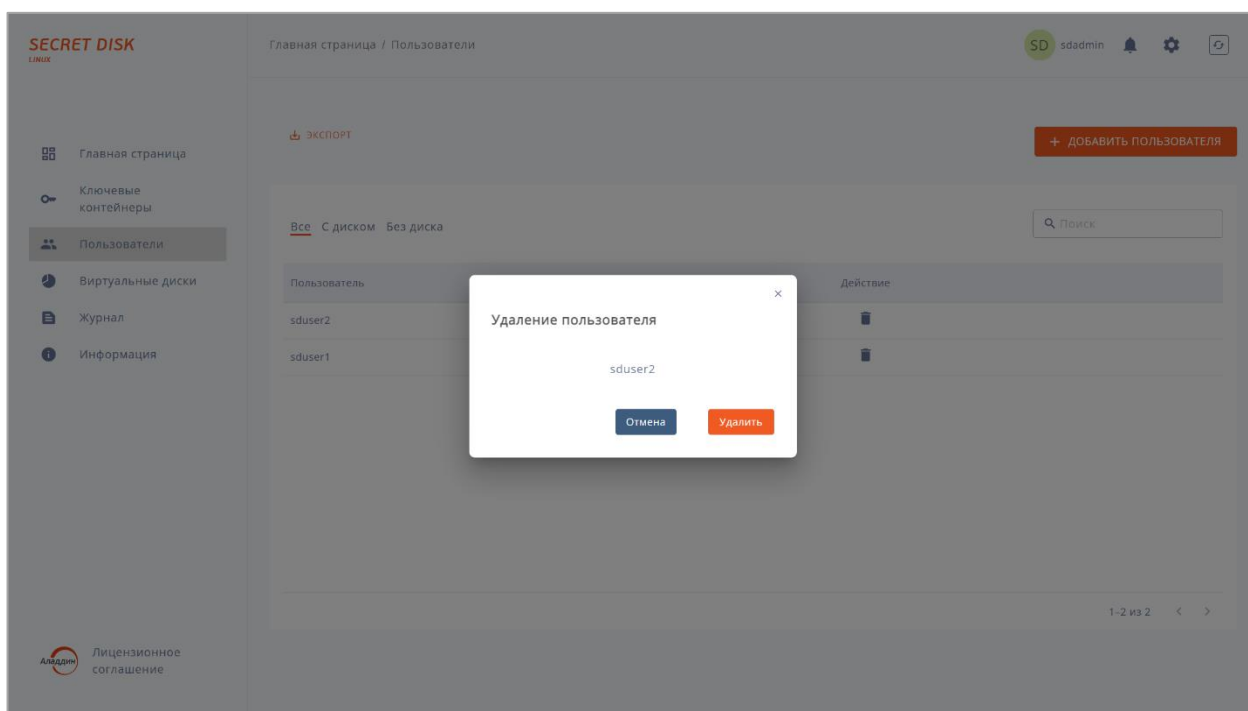 SECRET DISK
LINUX
Главная страница / Пользователи
SD sdadmin
ЭКСПОРТ
+ ДОБАВИТЬ ПОЛЬЗОВАТЕЛЯ
Главная страница
Ключевые
контейнеры
Пользователи
Виртуальные диски
Журнал
Информация
Все С диском Без диска
Поиск
Пользователь
Действие
sduser2
sduser1
×
Удаление пользователя
sduser2
Отмена Удалить
1–2 из 2 < >
Аладдин
Лицензионное
соглашение